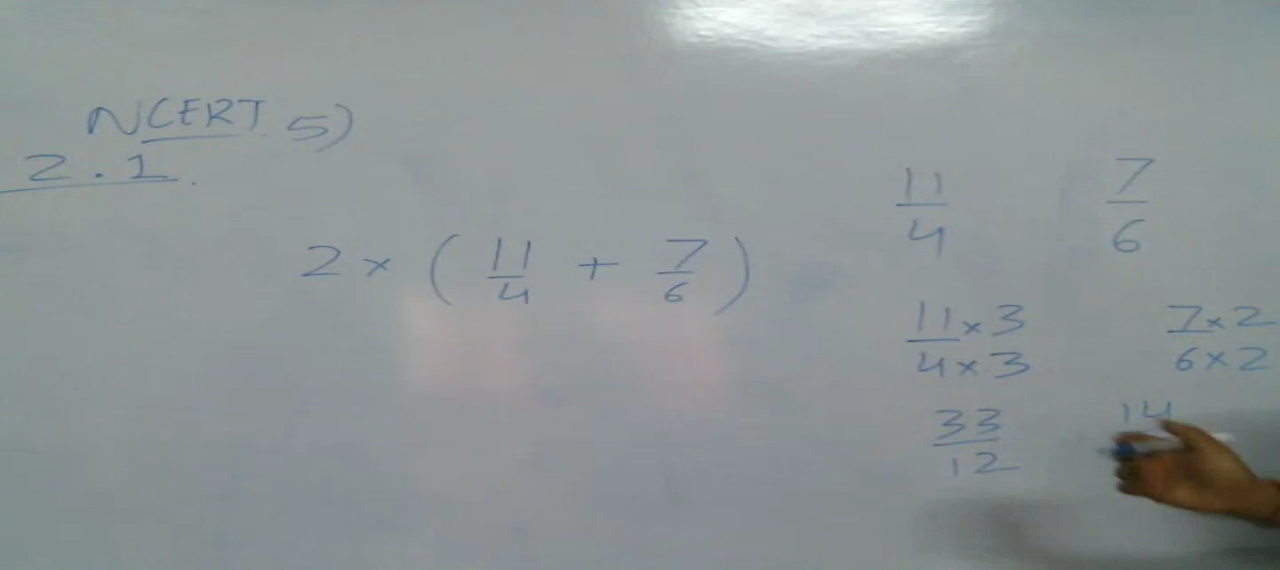 NCERT 5)
2.1.
2 × ( 11/4 + 7/6 )
11/4 7/6
11×3/4×3 7×2/6×2
33/12 14